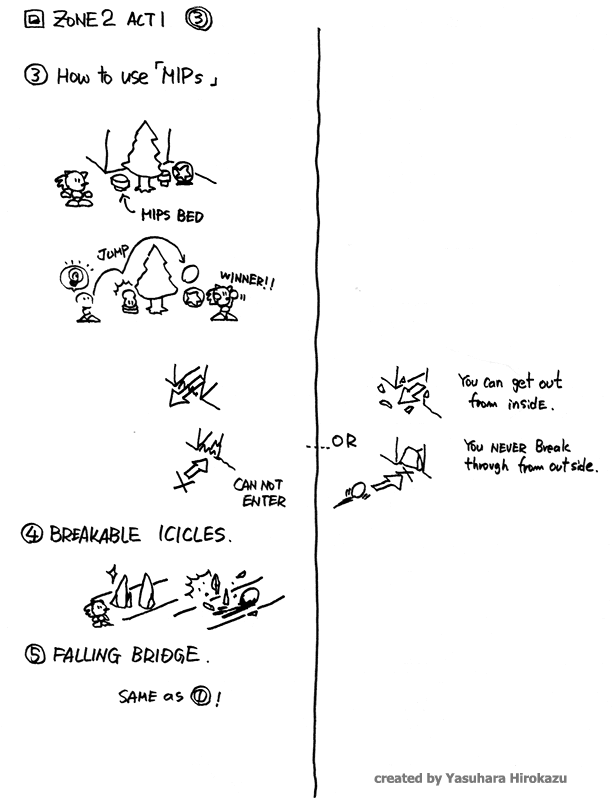 ZONE 2 ACT 1 ③
③ How to use 「MIPs」
MIPS BED
JUMP
WINNER!!
You can get out
from inside.
OR
You NEVER Break
through from outside.
CAN NOT
ENTER
④ BREAKABLE ICICLES.
⑤ FALLING BRIDGE.
SAME as ①!
created by Yasuhara Hirokazu